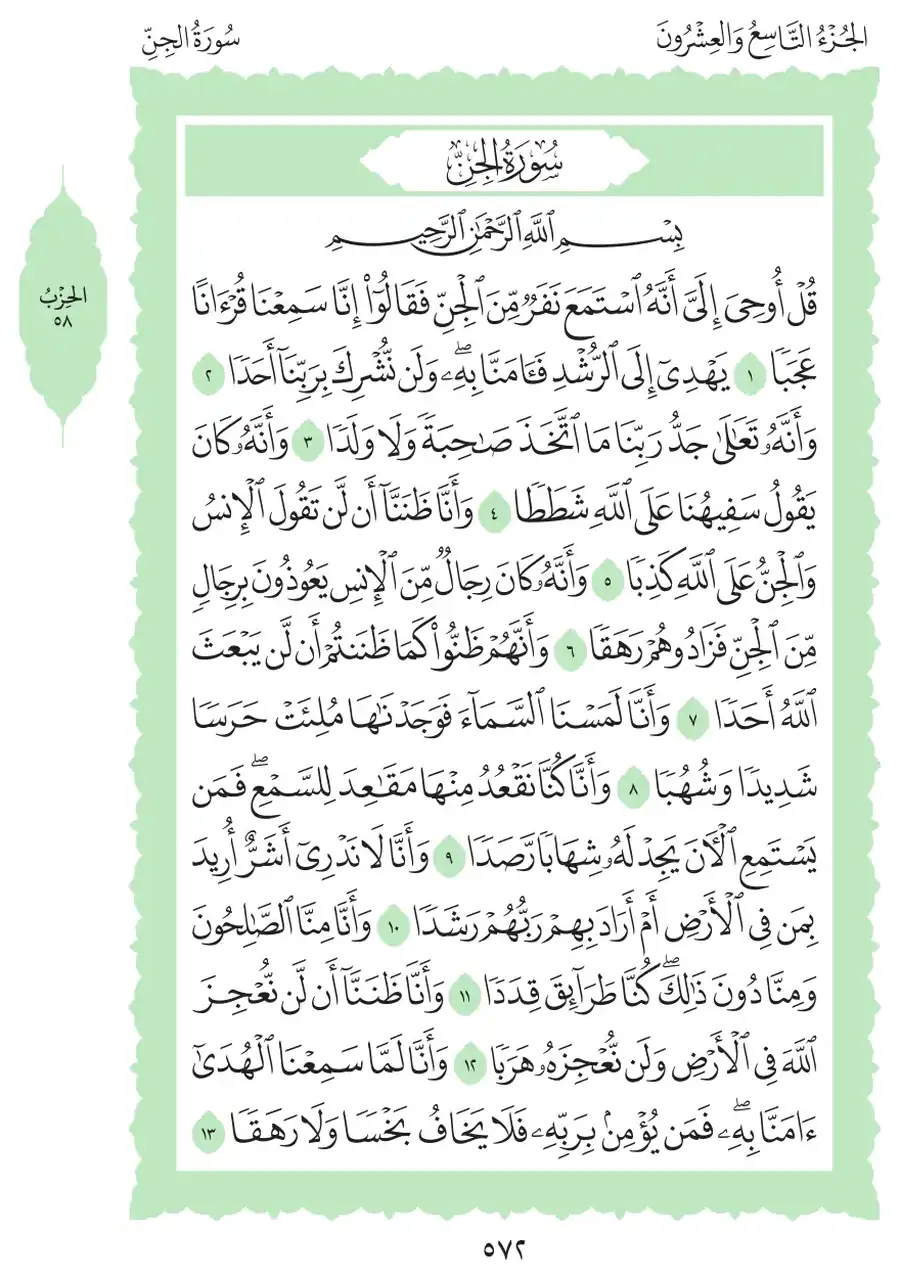 الجُزْءُ التَّاسِعُ وَالعِشْرُونَ
سُورَةُ الجِنِّ
سُورَةُ الجِنِّ
بِسْمِ ٱللَّهِ ٱلرَّحْمَٰنِ ٱلرَّحِيمِ
الحِزْبُ
٥٨
قُلْ أُوحِيَ إِلَيَّ أَنَّهُ ٱسْتَمَعَ نَفَرٌ مِّنَ ٱلْجِنِّ فَقَالُوٓا۟ إِنَّا سَمِعْنَا قُرْءَانًا
عَجَبًا ١ يَهْدِىٓ إِلَى ٱلرُّشْدِ فَـَٔامَنَّا بِهِۦ ۖ وَلَن نُّشْرِكَ بِرَبِّنَآ أَحَدًا ٢
وَأَنَّهُۥ تَعَٰلَىٰ جَدُّ رَبِّنَا مَا ٱتَّخَذَ صَٰحِبَةً وَلَا وَلَدًا ٣ وَأَنَّهُۥ كَانَ
يَقُولُ سَفِيهُنَا عَلَى ٱللَّهِ شَطَطًا ٤ وَأَنَّا ظَنَنَّآ أَن لَّن تَقُولَ ٱلْإِنسُ
وَٱلْجِنُّ عَلَى ٱللَّهِ كَذِبًا ٥ وَأَنَّهُۥ كَانَ رِجَالٌ مِّنَ ٱلْإِنسِ يَعُوذُونَ بِرِجَالٍ
مِّنَ ٱلْجِنِّ فَزَادُوهُمْ رَهَقًا ٦ وَأَنَّهُمْ ظَنُّوا۟ كَمَا ظَنَنتُمْ أَن لَّن يَبْعَثَ
ٱللَّهُ أَحَدًا ٧ وَأَنَّا لَمَسْنَا ٱلسَّمَآءَ فَوَجَدْنَٰهَا مُلِئَتْ حَرَسًا
شَدِيدًا وَشُهُبًا ٨ وَأَنَّا كُنَّا نَقْعُدُ مِنْهَا مَقَٰعِدَ لِلسَّمْعِ ۖ فَمَن
يَسْتَمِعِ ٱلْـَٔانَ يَجِدْ لَهُۥ شِهَابًا رَّصَدًا ٩ وَأَنَّا لَا نَدْرِىٓ أَشَرٌّ أُرِيدَ
بِمَن فِى ٱلْأَرْضِ أَمْ أَرَادَ بِهِمْ رَبُّهُمْ رَشَدًا ١٠ وَأَنَّا مِنَّا ٱلصَّٰلِحُونَ
وَمِنَّا دُونَ ذَٰلِكَ ۖ كُنَّا طَرَآئِقَ قِدَدًا ١١ وَأَنَّا ظَنَنَّآ أَن لَّن نُّعْجِزَ
ٱللَّهَ فِى ٱلْأَرْضِ وَلَن نُّعْجِزَهُۥ هَرَبًا ١٢ وَأَنَّا لَمَّا سَمِعْنَا ٱلْهُدَىٰٓ
ءَامَنَّا بِهِۦ ۖ فَمَن يُؤْمِنۢ بِرَبِّهِۦ فَلَا يَخَافُ بَخْسًا وَلَا رَهَقًا ١٣
٥٧٢